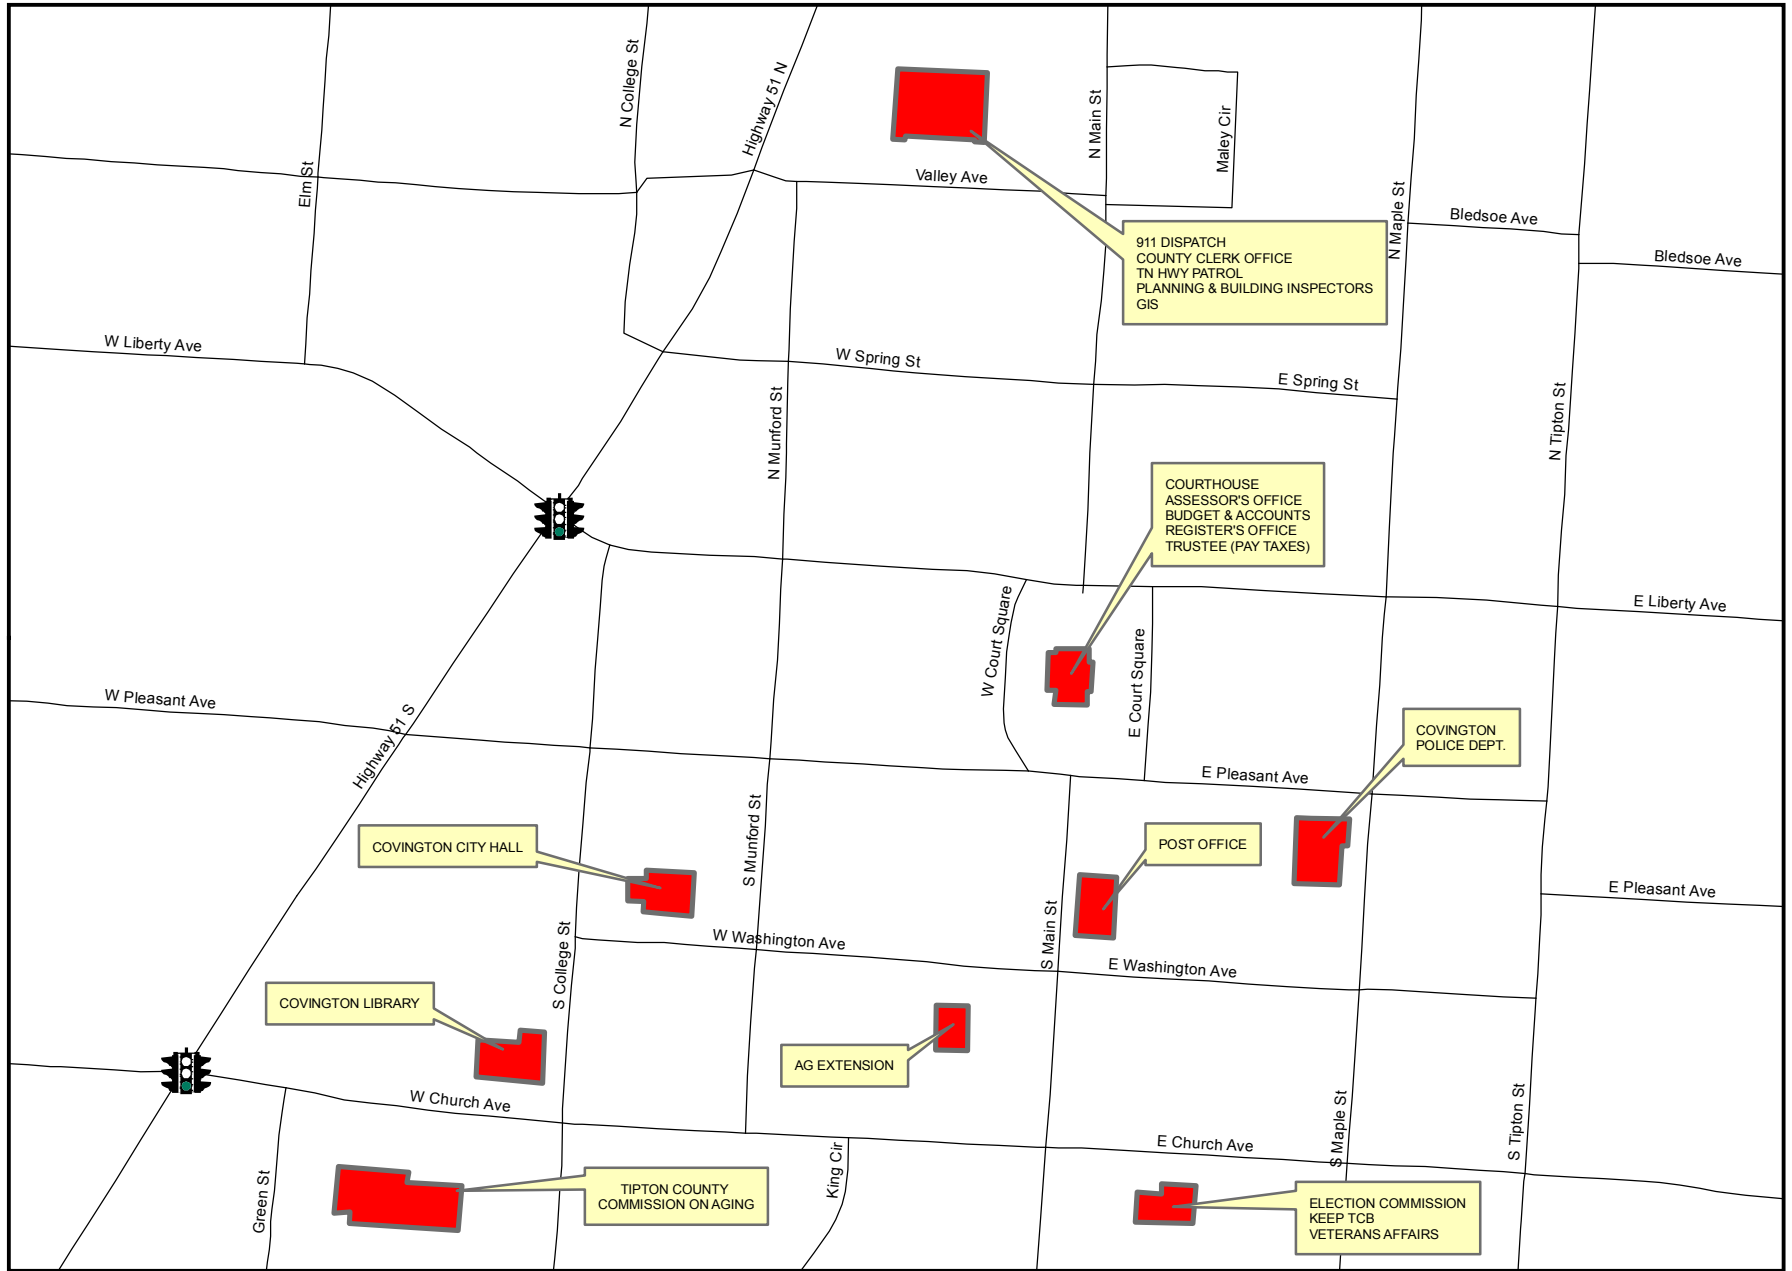 N College St
Highway 51 N
N Main St
Maley Cir
Elm St
Valley Ave
N Maple St
Bledsoe Ave
Bledsoe Ave
911 DISPATCH
COUNTY CLERK OFFICE
TN HWY PATROL
PLANNING & BUILDING INSPECTORS
GIS
W Liberty Ave
W Spring St
E Spring St
N Munford St
N Tipton St
COURTHOUSE
ASSESSOR'S OFFICE
BUDGET & ACCOUNTS
REGISTER'S OFFICE
TRUSTEE (PAY TAXES)
E Liberty Ave
W Court Square
E Court Square
W Pleasant Ave
Highway 51 S
COVINGTON
POLICE DEPT.
E Pleasant Ave
S Munford St
COVINGTON CITY HALL
POST OFFICE
E Pleasant Ave
S College St
W Washington Ave
S Main St
E Washington Ave
COVINGTON LIBRARY
AG EXTENSION
W Church Ave
E Church Ave
S Maple St
S Tipton St
Green St
TIPTON COUNTY
COMMISSION ON AGING
King Cir
ELECTION COMMISSION
KEEP TCB
VETERANS AFFAIRS